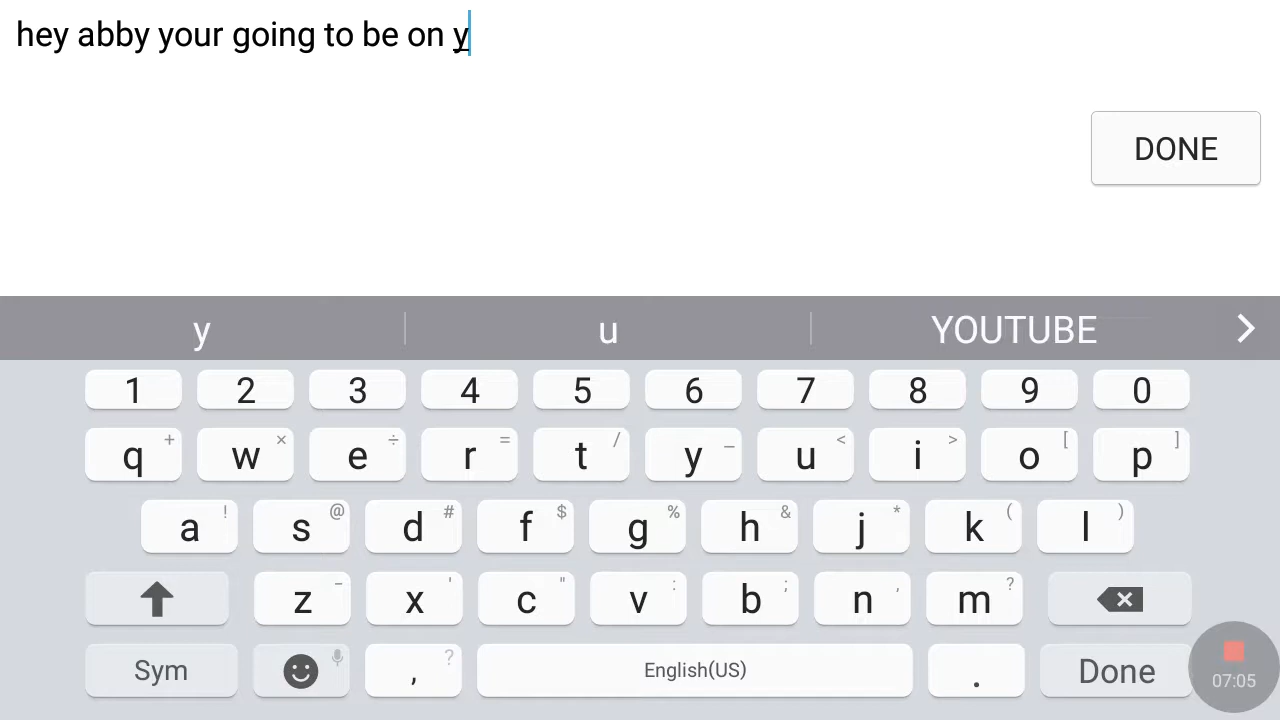 hey abby your going to be on y
DONE
y u YOUTUBE
1 2 3 4 5 6 7 8 9 0
q + w × e ÷ r = t / y _ u < i > o [ p ]
a ! s @ d # f $ g % h & j * k ( l )
z - x ' c " v : b ; n , m ? 
Sym , ? English(US) . Done
07:05